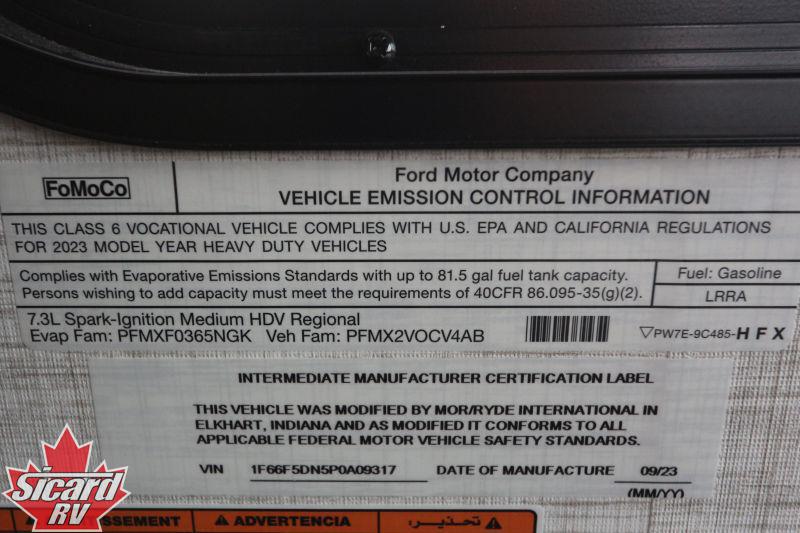 FoMoCo
Ford Motor Company
VEHICLE EMISSION CONTROL INFORMATION
THIS CLASS 6 VOCATIONAL VEHICLE COMPLIES WITH U.S. EPA AND CALIFORNIA REGULATIONS
FOR 2023 MODEL YEAR HEAVY DUTY VEHICLES
Complies with Evaporative Emissions Standards with up to 81.5 gal fuel tank capacity.
Persons wishing to add capacity must meet the requirements of 40CFR 86.095-35(g)(2).
Fuel: Gasoline
LRRA
7.3L Spark-Ignition Medium HDV Regional
Evap Fam: PFMXF0365NGK Veh Fam: PFMX2VOCV4AB
▽PW7E-9C485-HFX
INTERMEDIATE MANUFACTURER CERTIFICATION LABEL
THIS VEHICLE WAS MODIFIED BY MOR/RYDE INTERNATIONAL IN
ELKHART, INDIANA AND AS MODIFIED IT CONFORMS TO ALL
APPLICABLE FEDERAL MOTOR VEHICLE SAFETY STANDARDS.
VIN 1F66F5DN5P0A09317 DATE OF MANUFACTURE 09/23
(MM/YY)
Sicard
RV
SSEMENT ADVERTENCIA تحذير: